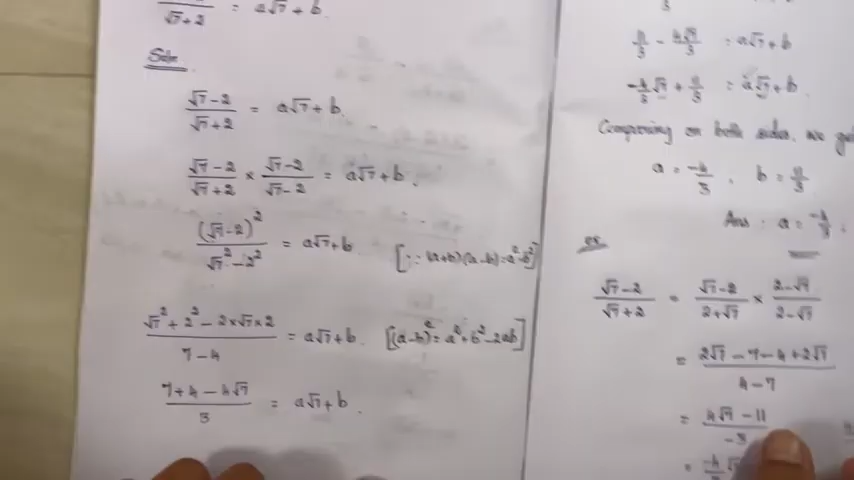 √7+2 = a√7+b.
Soln.
√7-2/√7+2 = a√7+b.
√7-2/√7+2 × √7-2/√7-2 = a√7+b.
(√7-2)²/√7²-2² = a√7+b [∵ (a+b)(a-b)=a²-b²]
√7²+2²-2×√7×2/7-4 = a√7+b. [(a-b)²=a²+b²-2ab]
7+4-4√7/3 = a√7+b.
11/3 - 4√7/3 = a√7+b
-4/3√7+11/3 = a√7+b.
Comparing on both sides, we get
a = -4/3, b = 11/3
Ans: a = -4/3,
or
√7-2/√7+2 = √7-2/2+√7 × 2-√7/2-√7
= 2√7-7-4+2√7/4-7
= 4√7-11/-3